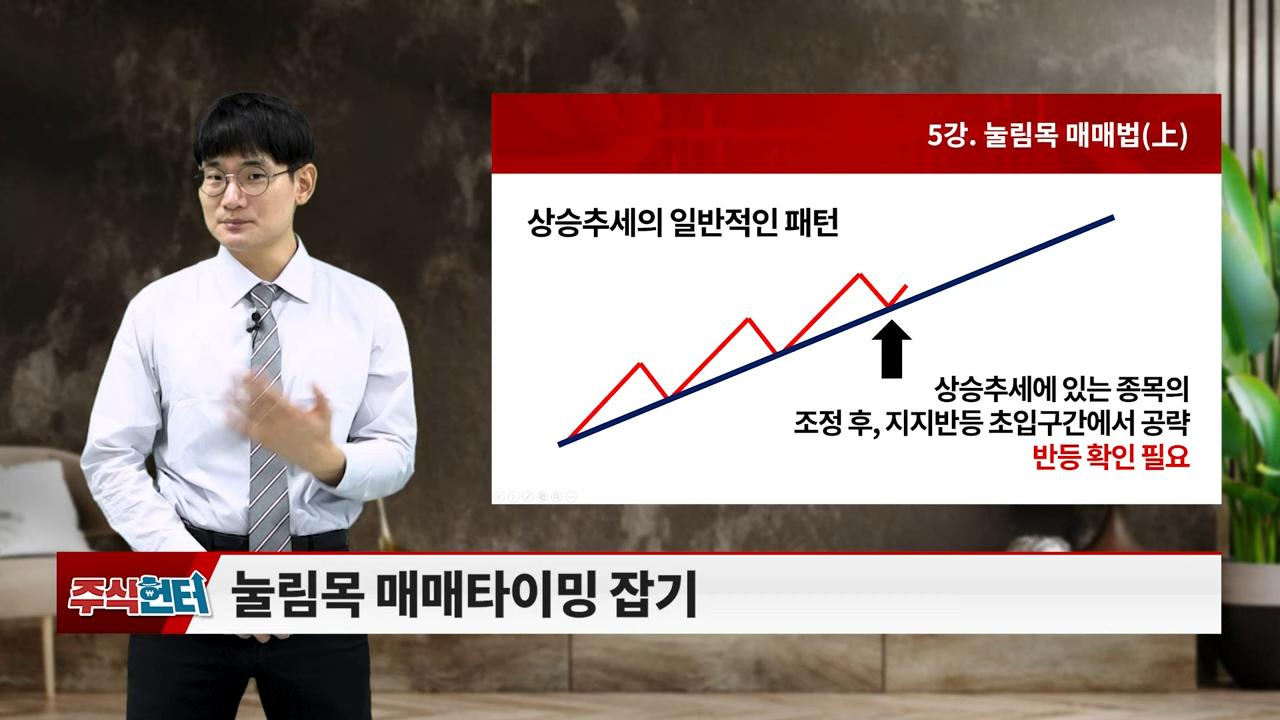 5강. 눌림목 매매법(上)
상승추세의 일반적인 패턴
상승추세에 있는 종목의
조정 후, 지지반등 초입구간에서 공략
반등 확인 필요
주식헌터
눌림목 매매타이밍 잡기